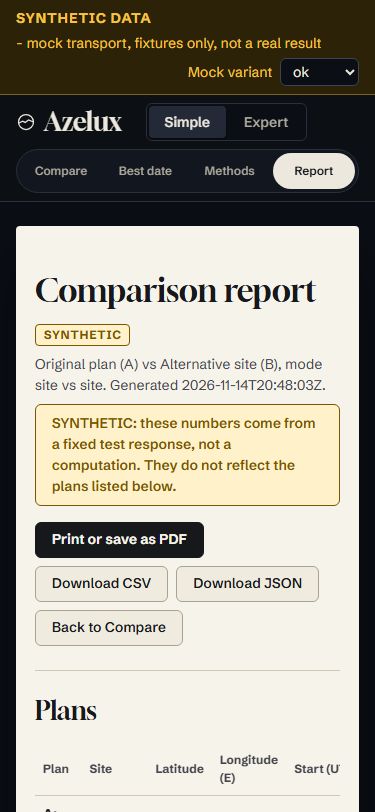 SYNTHETIC DATA
- mock transport, fixtures only, not a real result
Mock variant ok
Azelux Simple Expert
Compare Best date Methods Report
Comparison report
SYNTHETIC
Original plan (A) vs Alternative site (B), mode
site vs site. Generated 2026-11-14T20:48:03Z.
SYNTHETIC: these numbers come from
a fixed test response, not a
computation. They do not reflect the
plans listed below.
Print or save as PDF
Download CSV Download JSON
Back to Compare
Plans
Plan Site Latitude Longitude (E) Start